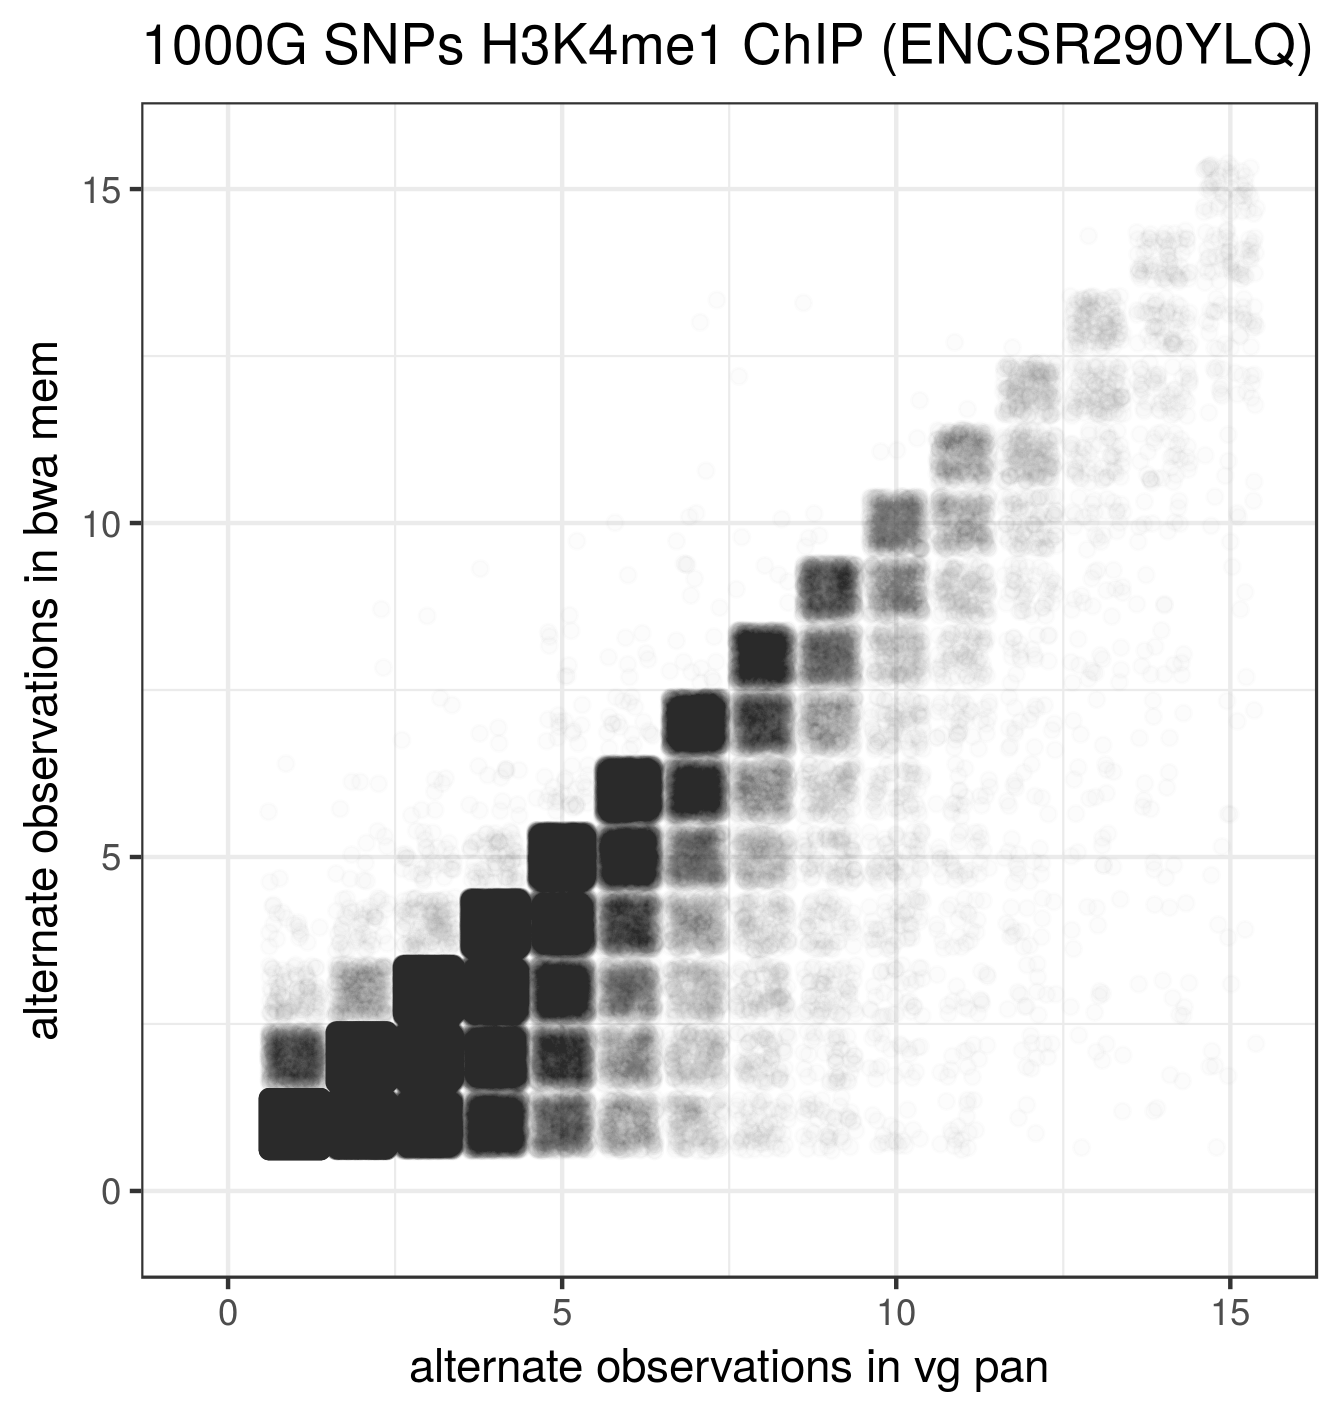 1000G SNPs H3K4me1 ChIP (ENCSR290YLQ)
alternate observations in bwa mem
15
10
5
0
0 5 10 15
alternate observations in vg pan